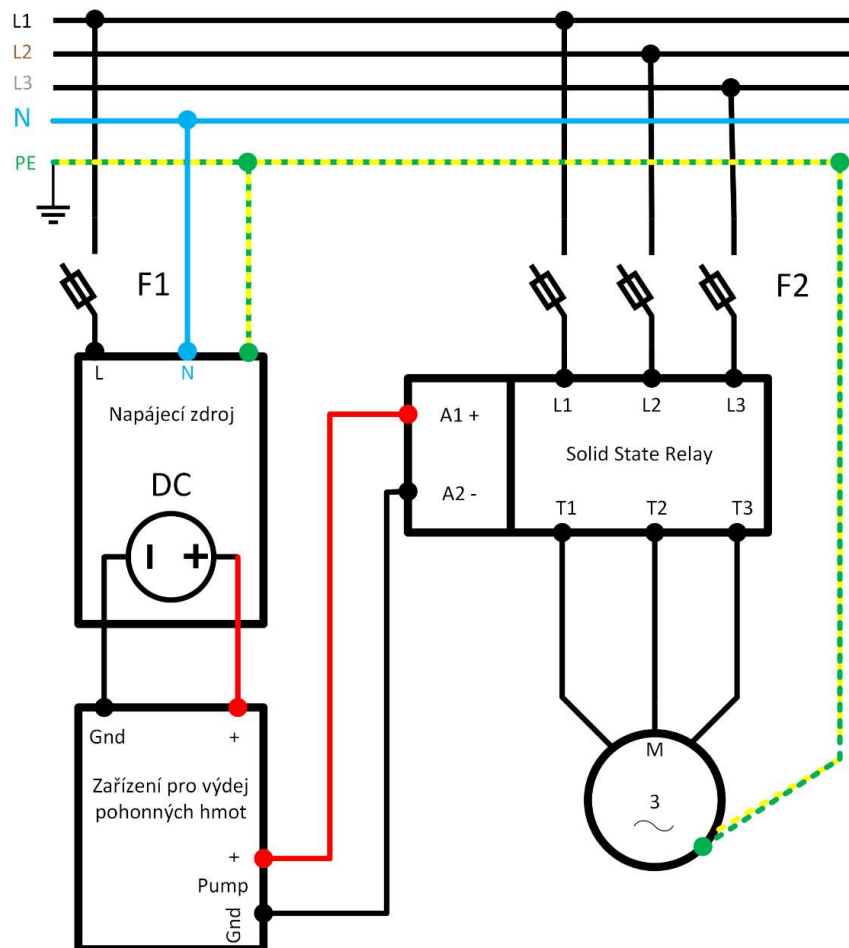 L1
L2
L3
N
PE
F1
F2
L
N
Napájecí zdroj
DC
A1 +
A2 -
L1
L2
L3
Solid State Relay
T1
T2
T3
Gnd
+
Zařízení pro výdej
pohonných hmot
+
Pump
Gnd
M
3